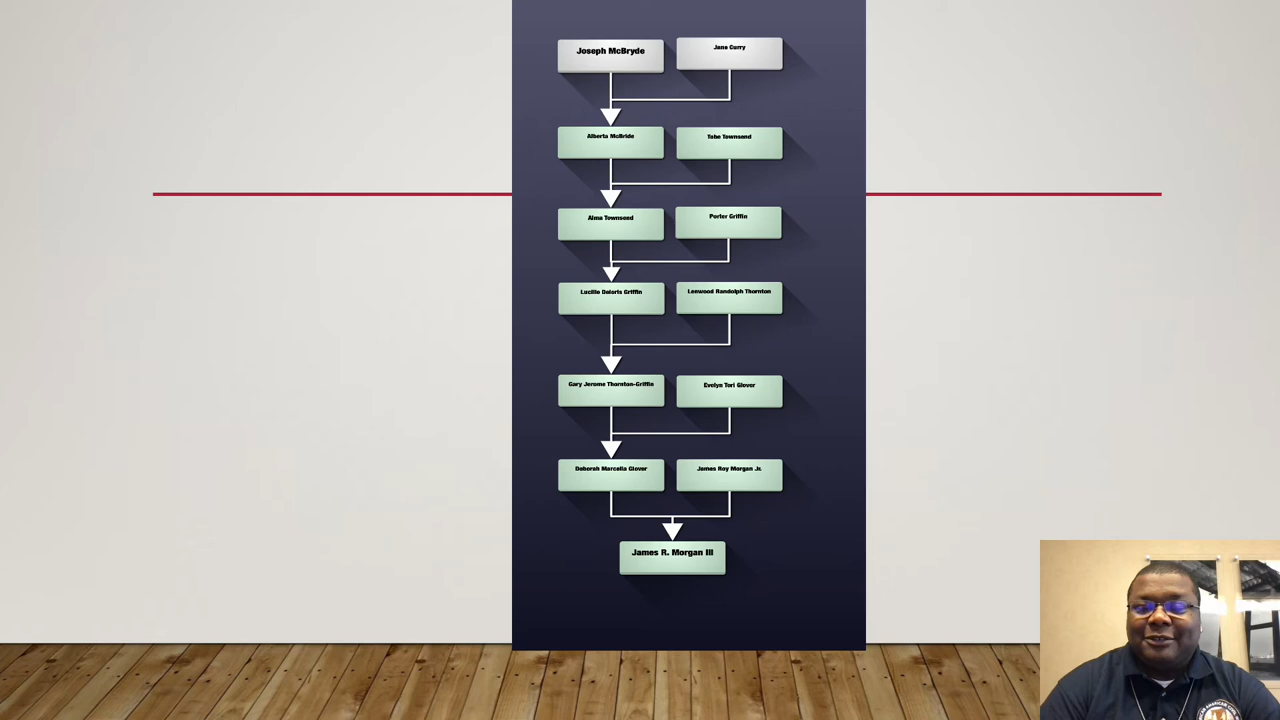 Joseph McBryde
Jane Curry
Alberta McBride
Tobe Townsend
Alma Townsend
Porter Griffin
Lucille Deloris Griffin
Lenwood Randolph Thornton
Gary Jerome Thornton-Griffin
Evelyn Tori Glover
Deborah Marcella Glover
James Roy Morgan Jr.
James R. Morgan III